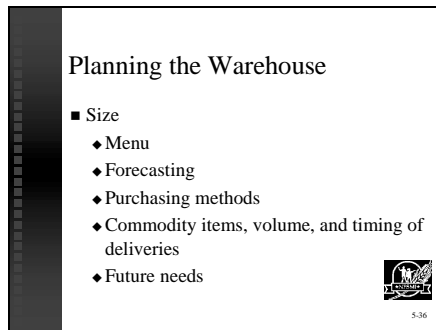 Planning the Warehouse
■ Size
◆ Menu
◆ Forecasting
◆ Purchasing methods
◆ Commodity items, volume, and timing of
deliveries
◆ Future needs
NFSMI
5-36